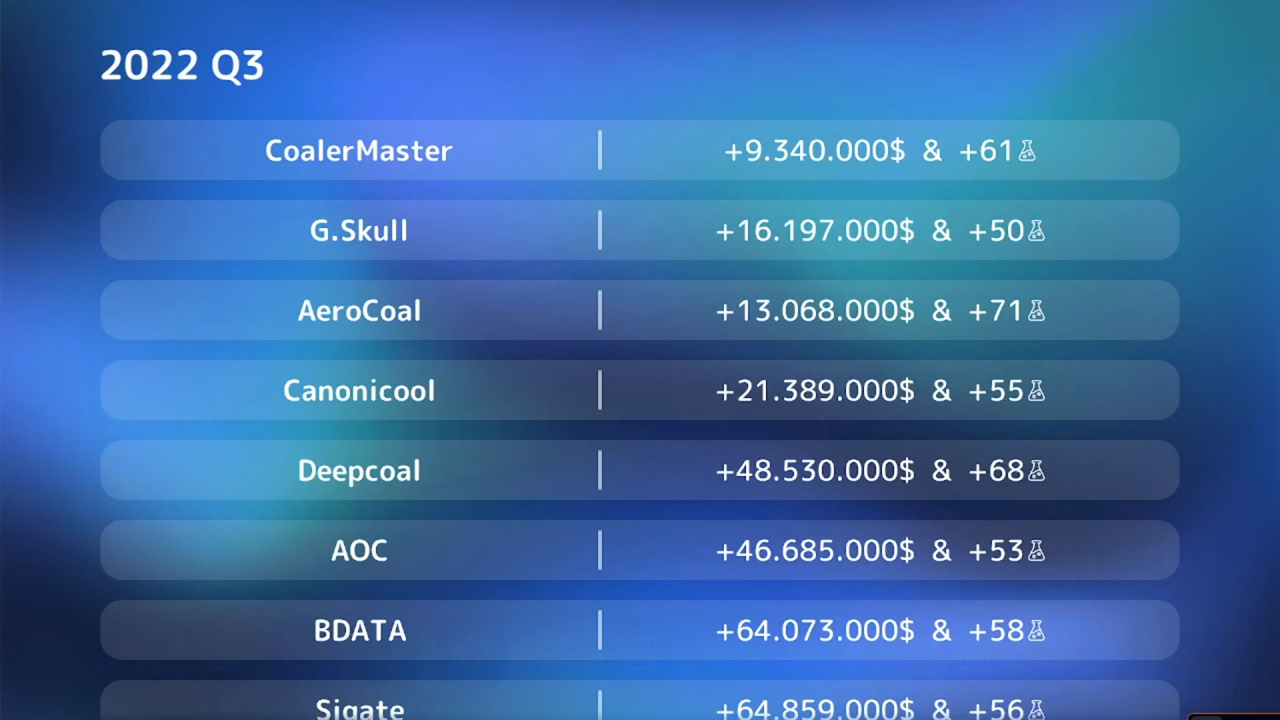 2022 Q3
CoalerMaster | +9.340.000$ & +61
G.Skull | +16.197.000$ & +50
AeroCoal | +13.068.000$ & +71
Canonicool | +21.389.000$ & +55
Deepcoal | +48.530.000$ & +68
AOC | +46.685.000$ & +53
BDATA | +64.073.000$ & +58
Sigate | +64.859.000$ & +56